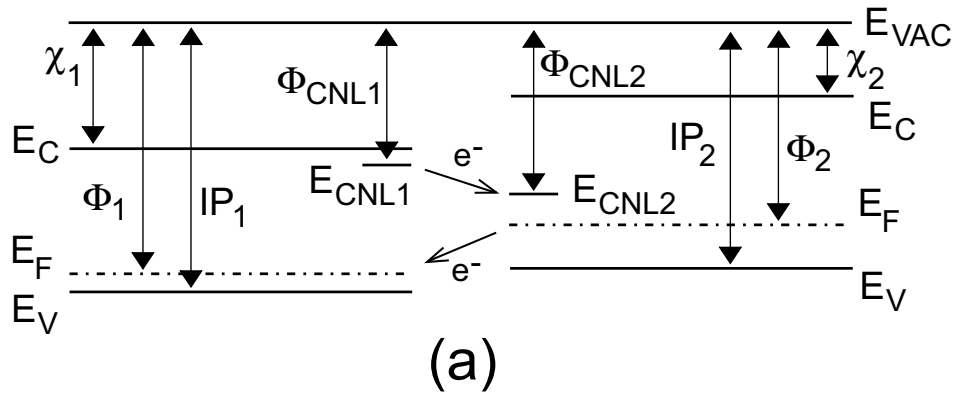 E_VAC
χ_1
Φ_CNL1
Φ_CNL2
χ_2
E_C
E_C
e^-
IP_2
Φ_2
E_CNL1
E_CNL2
Φ_1
IP_1
E_F
E_F
e^-
E_V
E_V
(a)